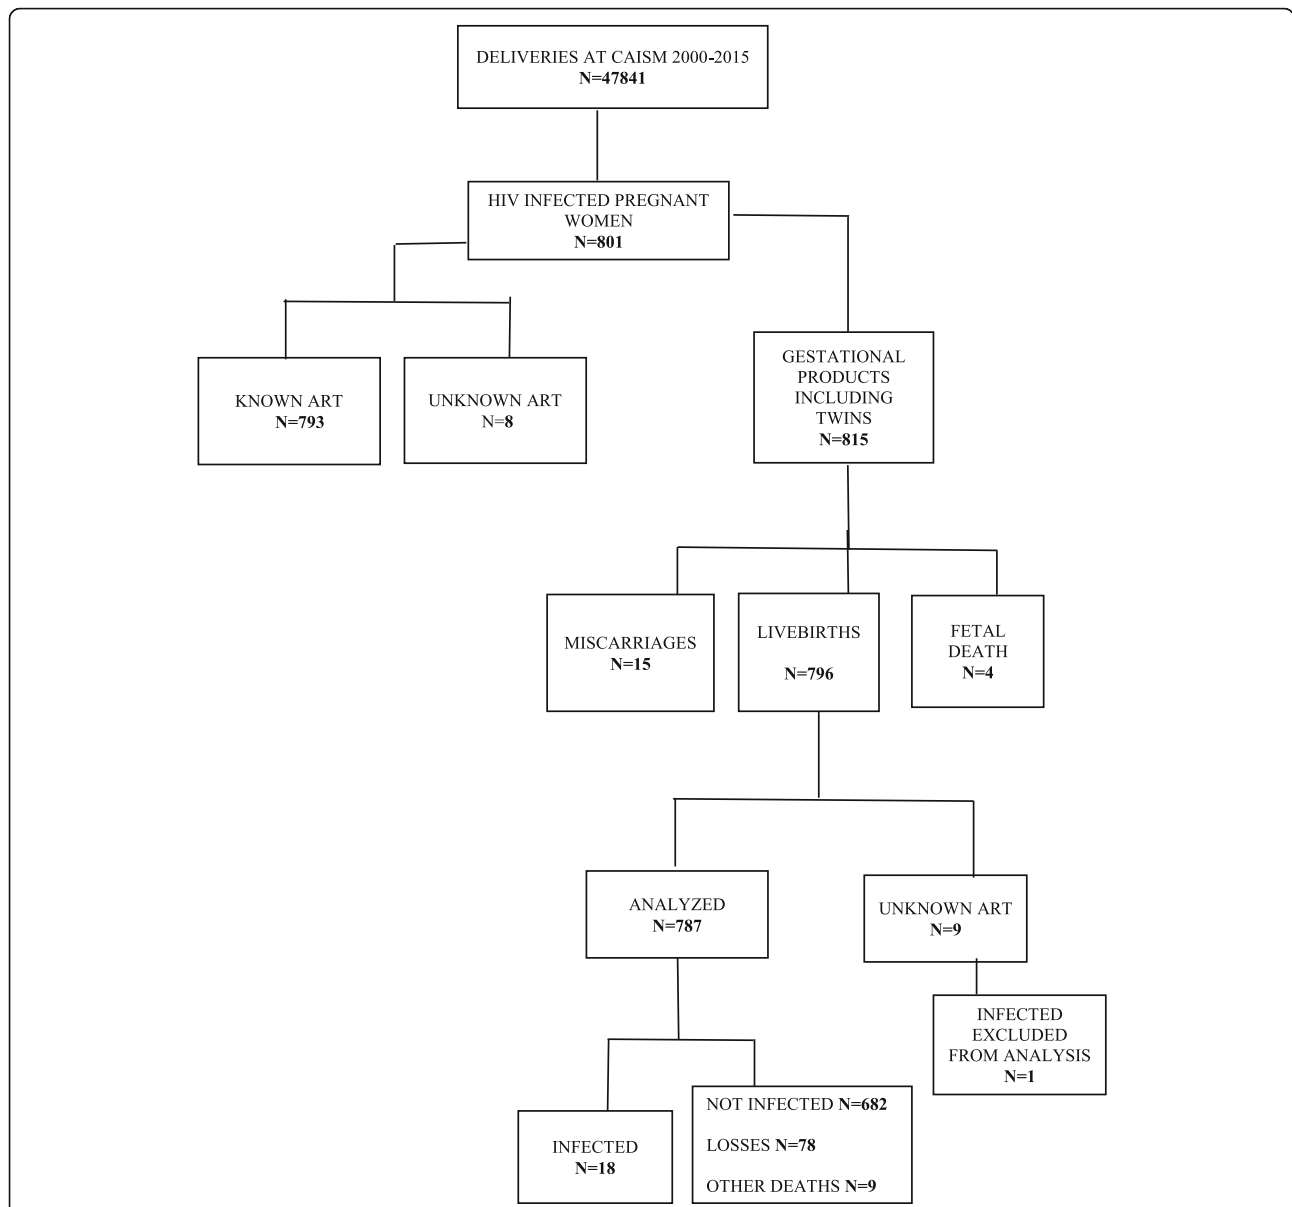 DELIVERIES AT CAISM 2000-2015
N=47841
HIV INFECTED PREGNANT
WOMEN
N=801
KNOWN ART
N=793
UNKNOWN ART
N=8
GESTATIONAL
PRODUCTS
INCLUDING
TWINS
N=815
MISCARRIAGES
N=15
LIVEBIRTHS
N=796
FETAL
DEATH
N=4
ANALYZED
N=787
UNKNOWN ART
N=9
INFECTED
EXCLUDED
FROM ANALYSIS
N=1
INFECTED
N=18
NOT INFECTED N=682
LOSSES N=78
OTHER DEATHS N=9